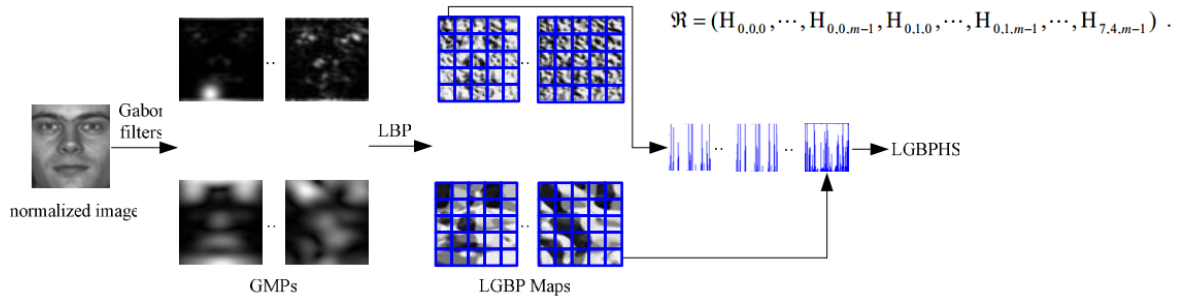 ℜ = (H0,0,0, ⋯, H0,0,m−1, H0,1,0, ⋯, H0,1,m−1, ⋯, H7,4,m−1) .
Gabor
filters
LBP
LGBPHS
normalized image
GMPs
LGBP Maps